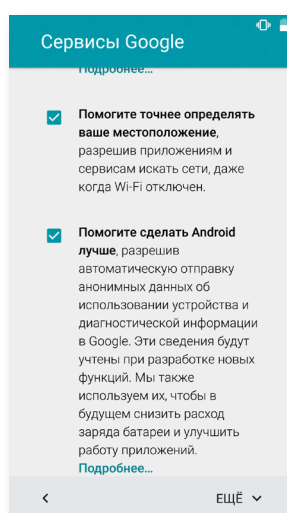 Сервисы Google
Подробнее...
Помогите точнее определять
ваше местоположение,
разрешив приложениям и
сервисам искать сети, даже
когда Wi-Fi отключен.
Помогите сделать Android
лучше, разрешив
автоматическую отправку
анонимных данных об
использовании устройства и
диагностической информации
в Google. Эти сведения будут
учтены при разработке новых
функций. Мы также
используем их, чтобы в
будущем снизить расход
заряда батареи и улучшить
работу приложений.
Подробнее...
ЕЩЁ